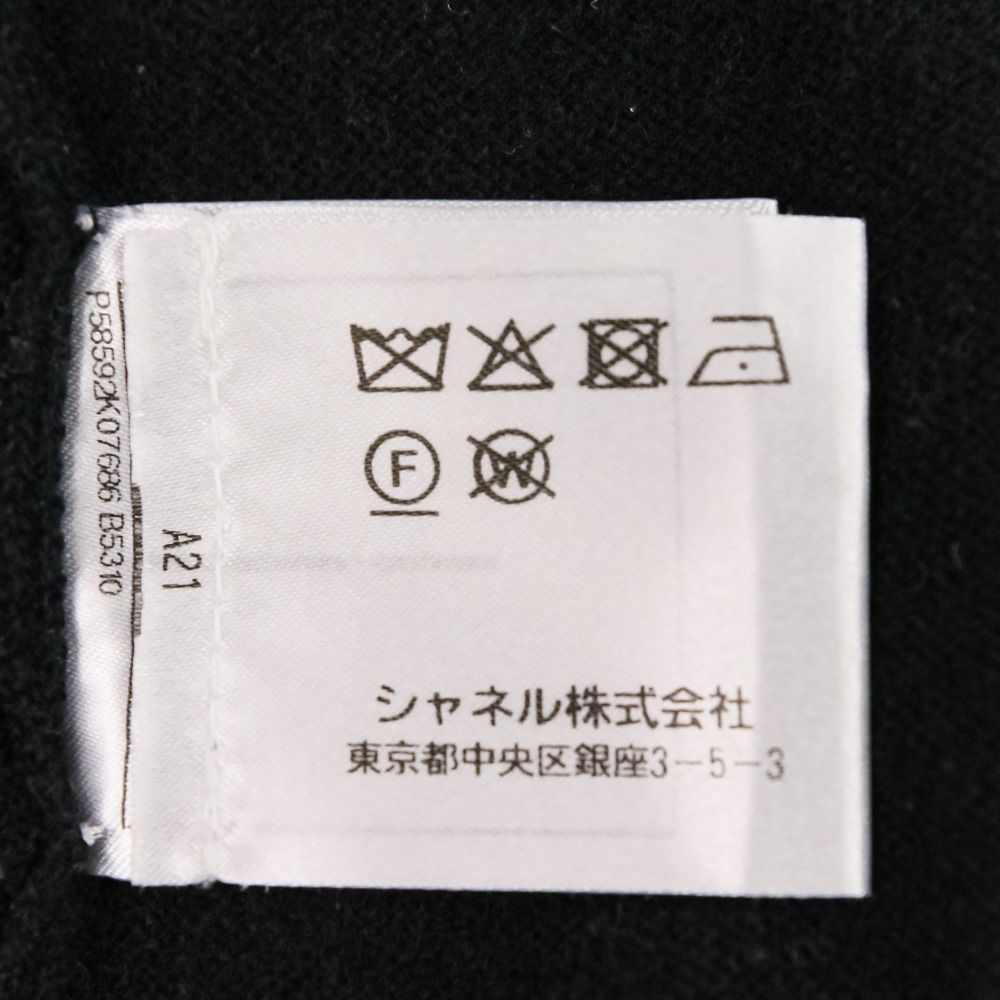 P58592K07686 B5310
A21
F
W
シャネル株式会社
東京都中央区銀座3-5-3